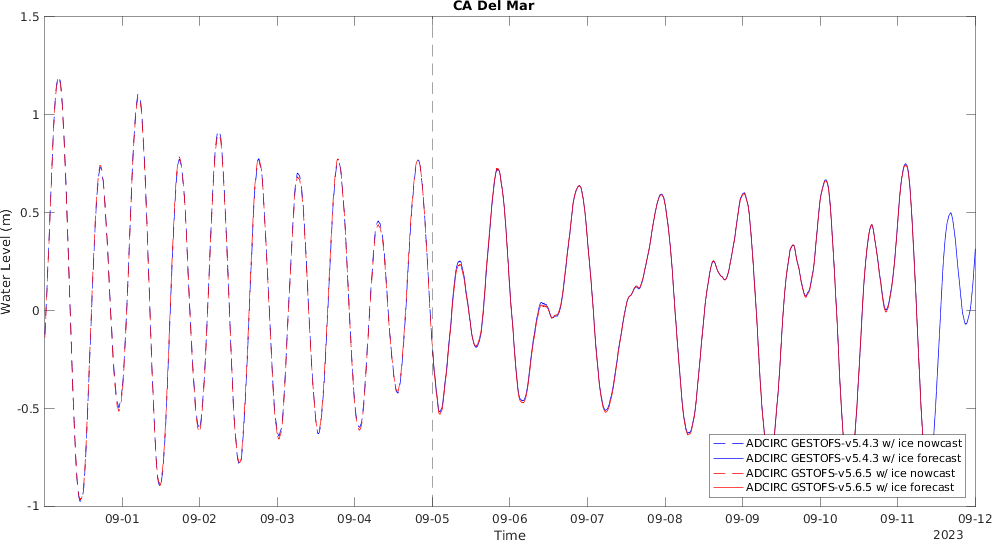 CA Del Mar
1.5
1
0.5
0
-0.5
-1
Water Level (m)
09-01 09-02 09-03 09-04 09-05 09-06 09-07 09-08 09-09 09-10 09-11 09-12
Time
2023
ADCIRC GESTOFS-v5.4.3 w/ ice nowcast
ADCIRC GESTOFS-v5.4.3 w/ ice forecast
ADCIRC GSTOFS-v5.6.5 w/ ice nowcast
ADCIRC GSTOFS-v5.6.5 w/ ice forecast